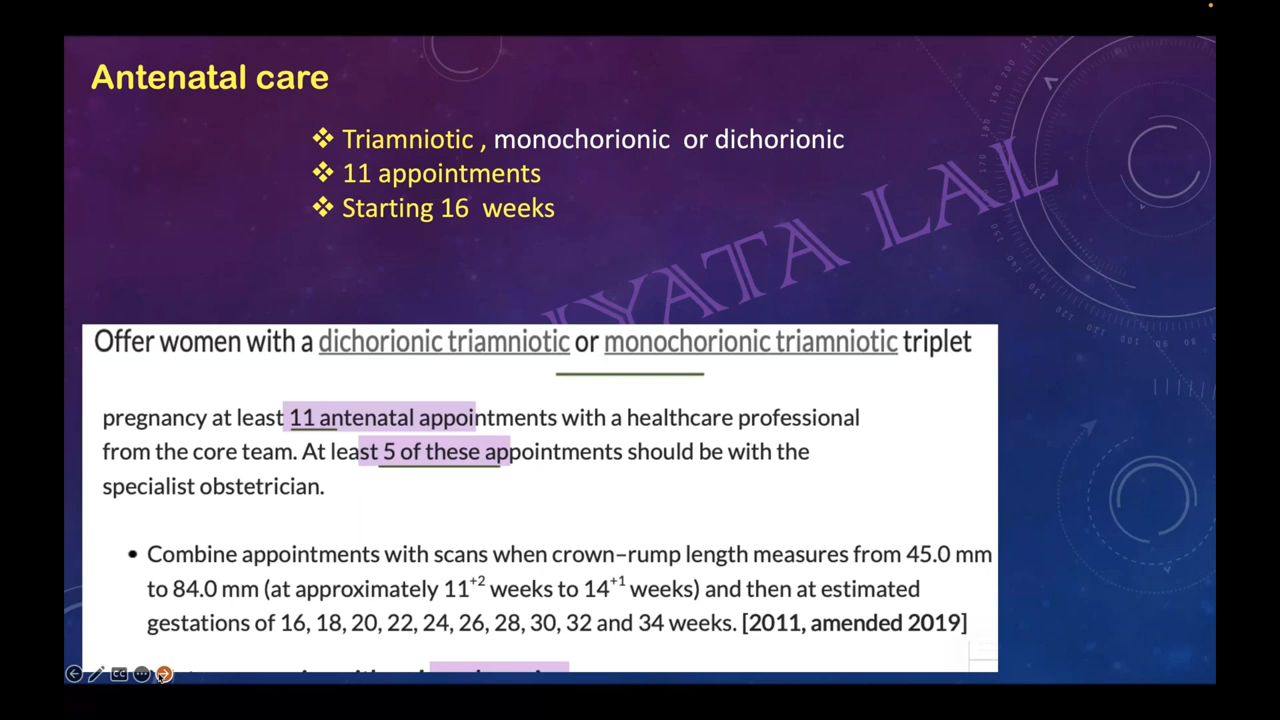 Antenatal care
❖ Triamniotic , monochorionic or dichorionic
❖ 11 appointments
❖ Starting 16 weeks
LAL
Offer women with a dichorionic triamniotic or monochorionic triamniotic triplet
pregnancy at least 11 antenatal appointments with a healthcare professional
from the core team. At least 5 of these appointments should be with the
specialist obstetrician.
• Combine appointments with scans when crown–rump length measures from 45.0 mm
to 84.0 mm (at approximately 11+2 weeks to 14+1 weeks) and then at estimated
gestations of 16, 18, 20, 22, 24, 26, 28, 30, 32 and 34 weeks. [2011, amended 2019]
CC